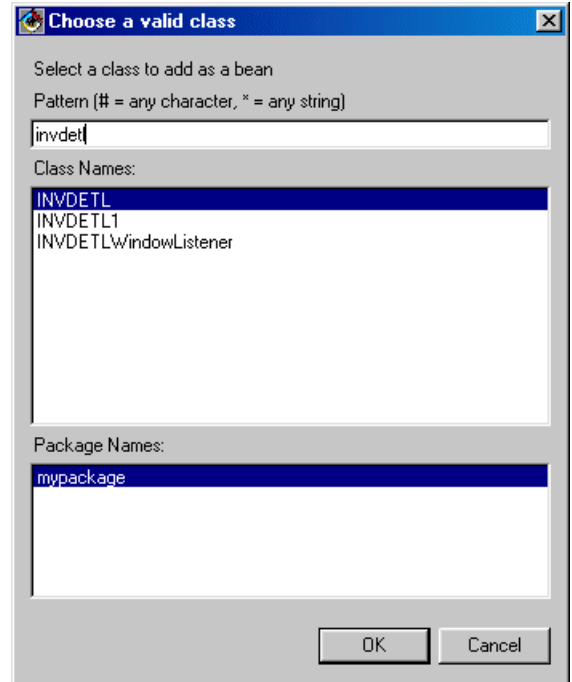 Choose a valid class
Select a class to add as a bean
Pattern (# = any character, * = any string)
invdetl
Class Names:
INVDETL
INVDETL1
INVDETLWindowListener
Package Names:
mypackage
OK Cancel